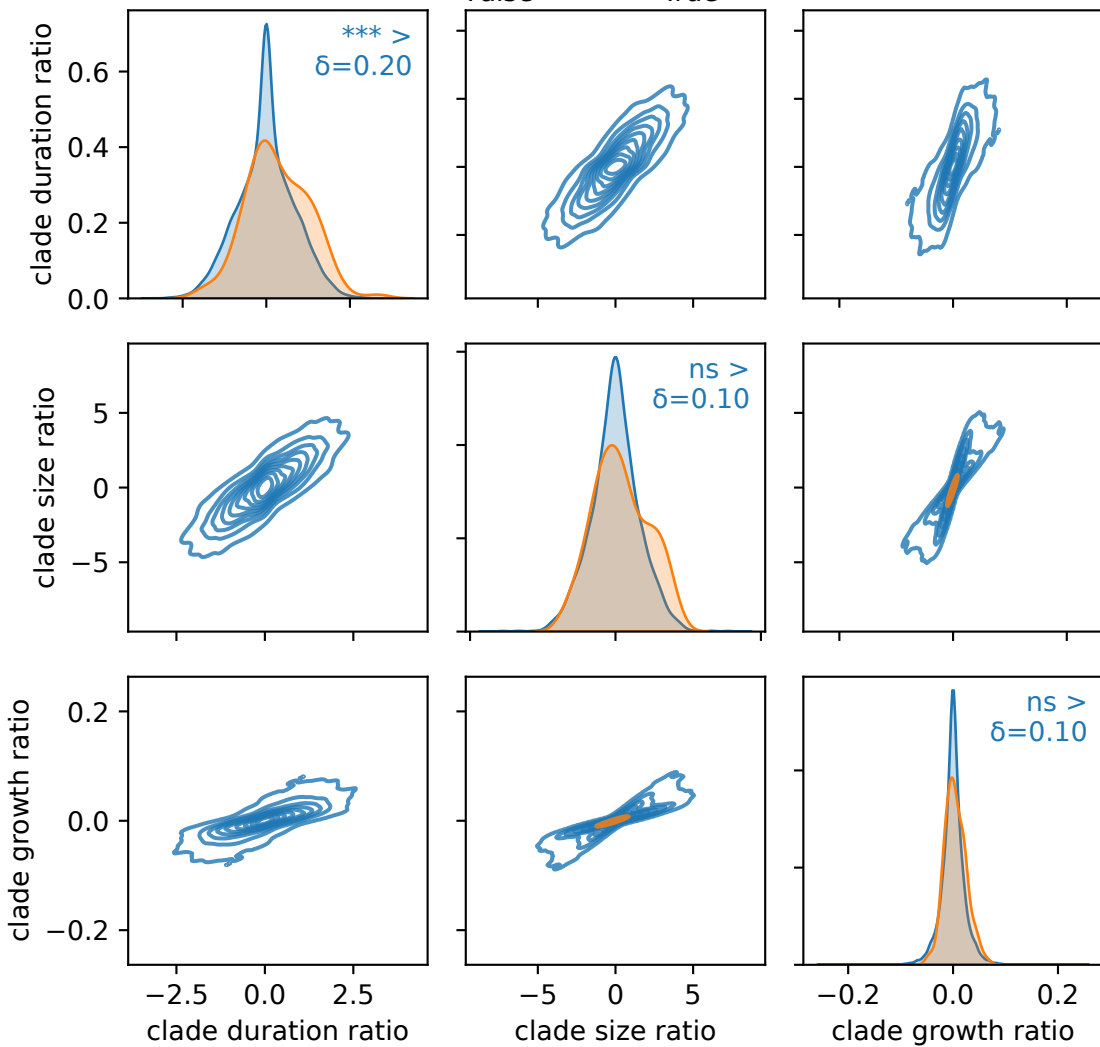 *** >
δ=0.20
clade duration ratio
0.6
0.4
0.2
0.0
ns >
δ=0.10
clade size ratio
5
0
−5
ns >
δ=0.10
clade growth ratio
0.2
0.0
−0.2
−2.5 0.0 2.5 −5 0 5 −0.2 0.0 0.2
clade duration ratio clade size ratio clade growth ratio